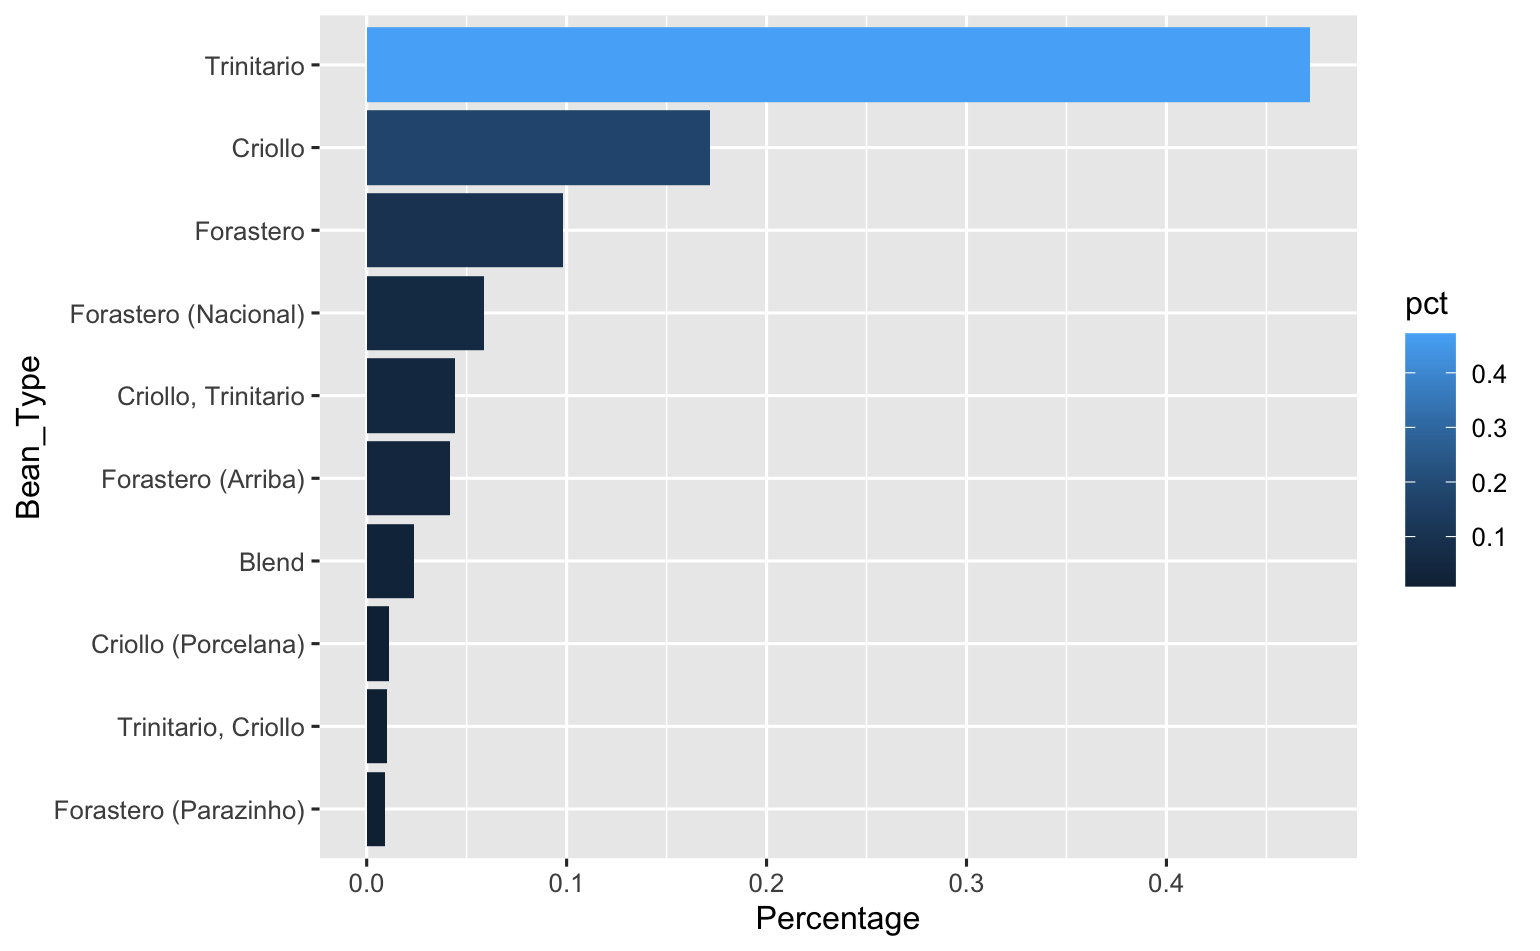 Trinitario
Criollo
Forastero
Forastero (Nacional)
Criollo, Trinitario
Forastero (Arriba)
Blend
Criollo (Porcelana)
Trinitario, Criollo
Forastero (Parazinho)
Bean_Type
0.0 0.1 0.2 0.3 0.4
Percentage
pct
0.4
0.3
0.2
0.1